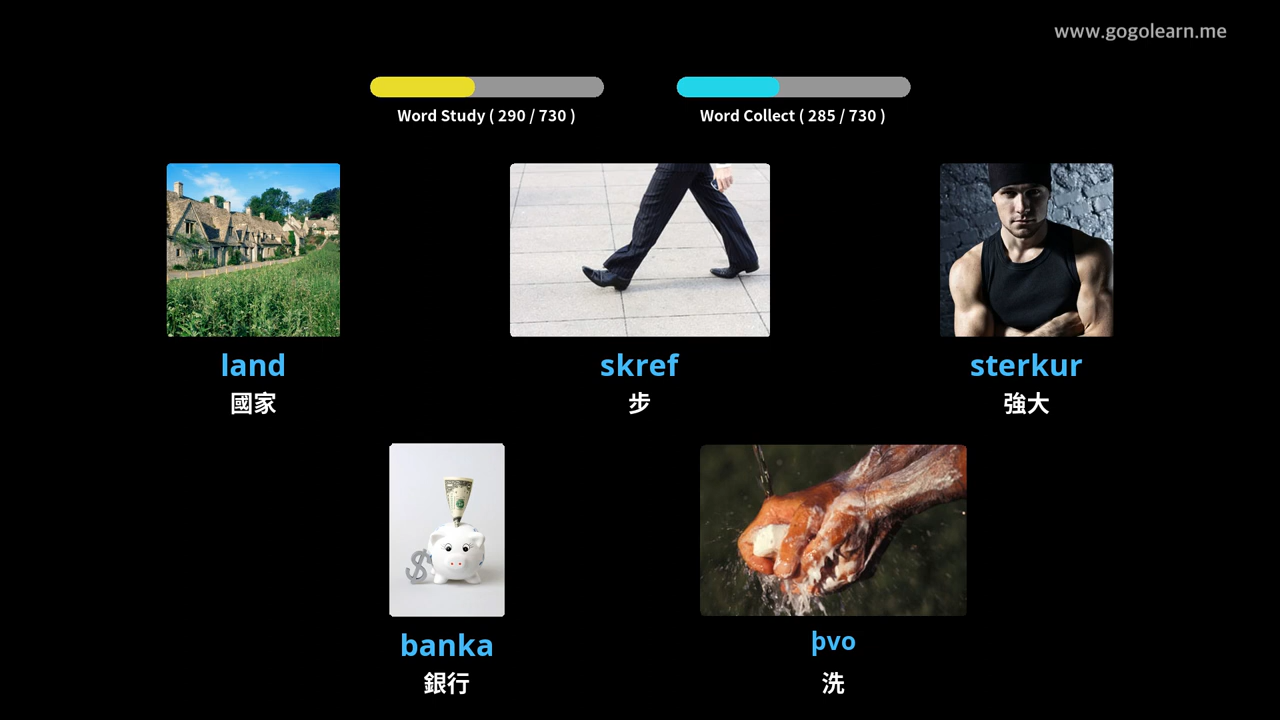 www.gogolearn.me
Word Study ( 290 / 730 )
Word Collect ( 285 / 730 )
land
國家
skref
步
sterkur
強大
banka
銀行
þvo
洗